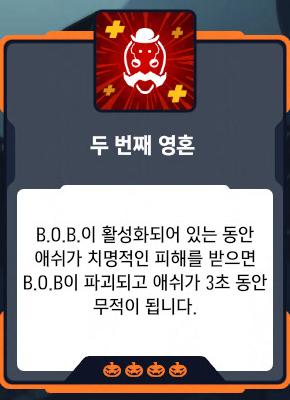 두 번째 영혼
B.O.B.이 활성화되어 있는 동안
애쉬가 치명적인 피해를 받으면
B.O.B이 파괴되고 애쉬가 3초 동안
무적이 됩니다.